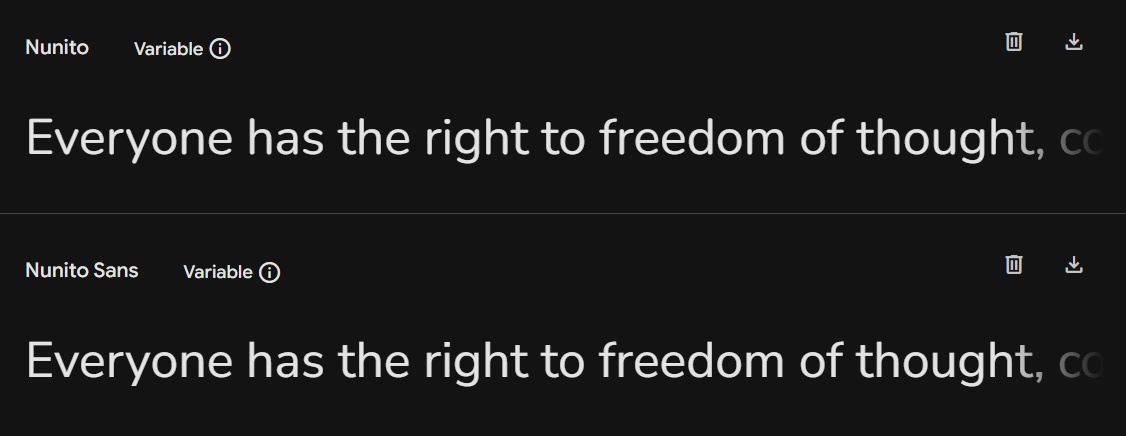 Nunito Variable
Everyone has the right to freedom of thought, co
Nunito Sans Variable
Everyone has the right to freedom of thought, co